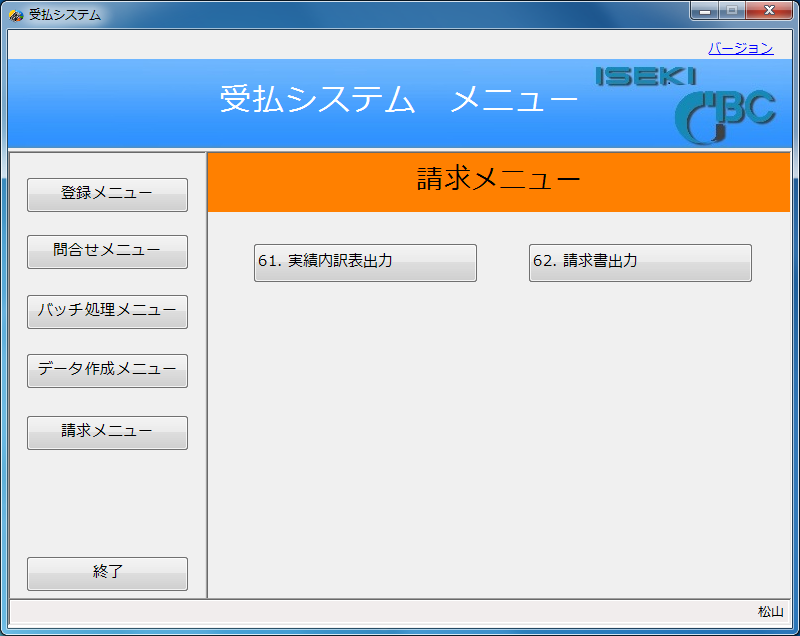 受払システム
バージョン
受払システム　メニュー
ISEKI
BC
請求メニュー
登録メニュー
問合せメニュー
バッチ処理メニュー
データ作成メニュー
請求メニュー
終了
61. 実績内訳表出力
62. 請求書出力
松山